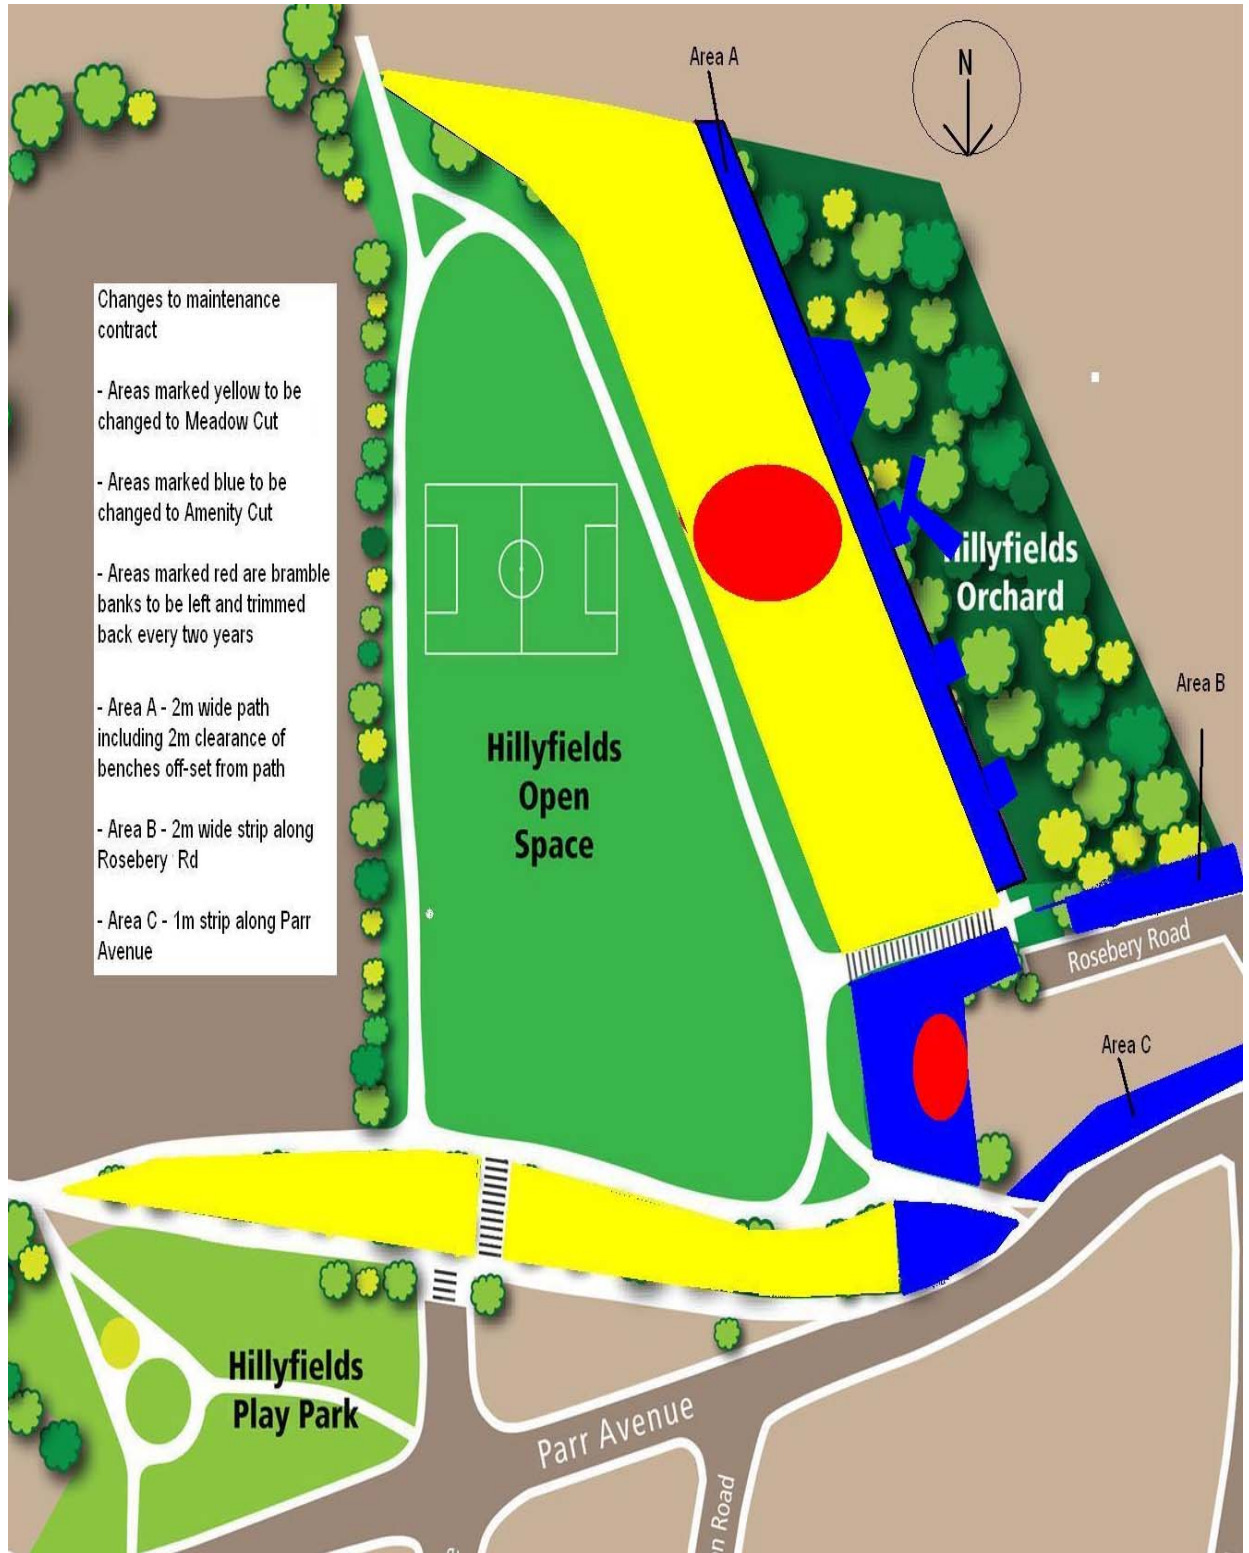 Area A
N
Changes to maintenance
contract
- Areas marked yellow to be
changed to Meadow Cut
- Areas marked blue to be
changed to Amenity Cut
- Areas marked red are bramble
banks to be left and trimmed
back every two years
- Area A - 2m wide path
including 2m clearance of
benches off-set from path
- Area B - 2m wide strip along
Rosebery Rd
- Area C - 1m strip along Parr
Avenue
Hillyfields
Orchard
Area B
Hillyfields
Open
Space
Rosebery Road
Area C
Hillyfields
Play Park
Parr Avenue
n Road